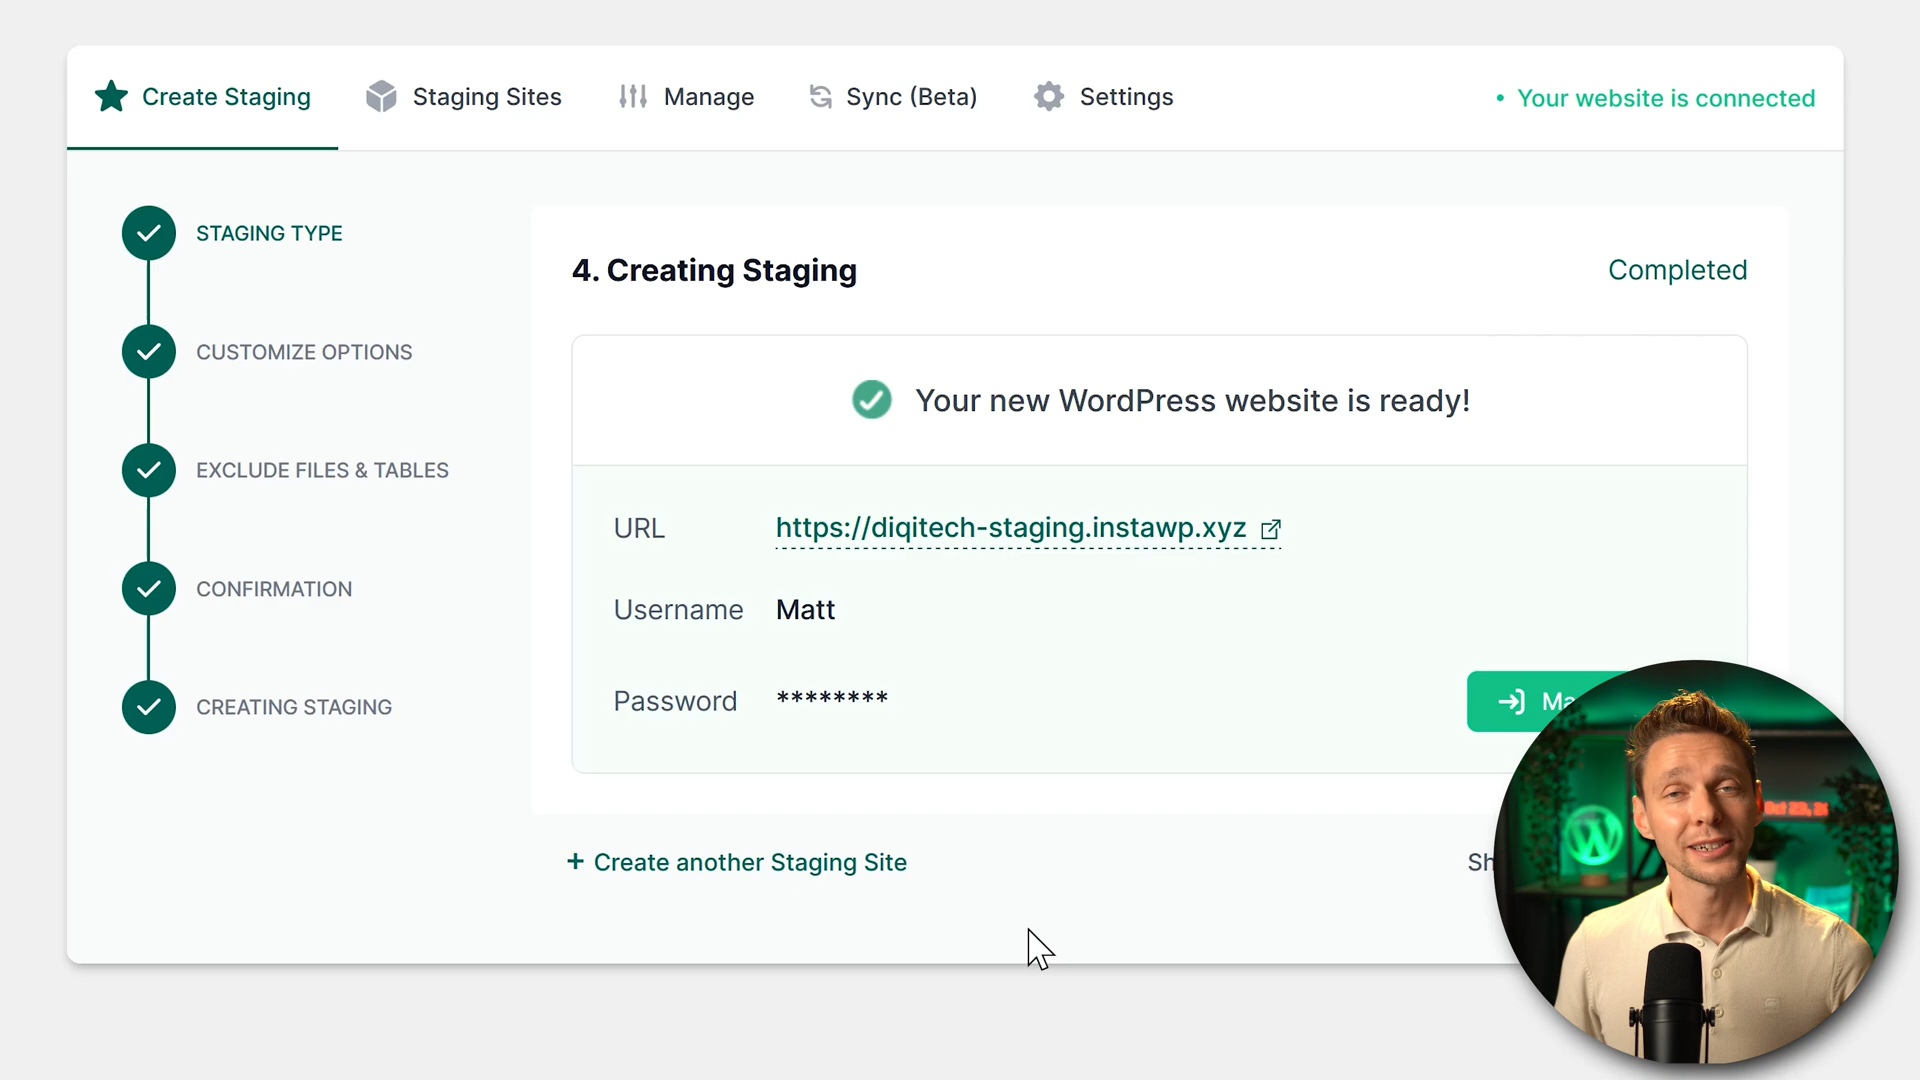 Create Staging
Staging Sites
Manage
Sync (Beta)
Settings
• Your website is connected
STAGING TYPE
CUSTOMIZE OPTIONS
EXCLUDE FILES & TABLES
CONFIRMATION
CREATING STAGING
4. Creating Staging
Completed
Your new WordPress website is ready!
URL
https://diqitech-staging.instawp.xyz
Username
Matt
Password
********
+ Create another Staging Site